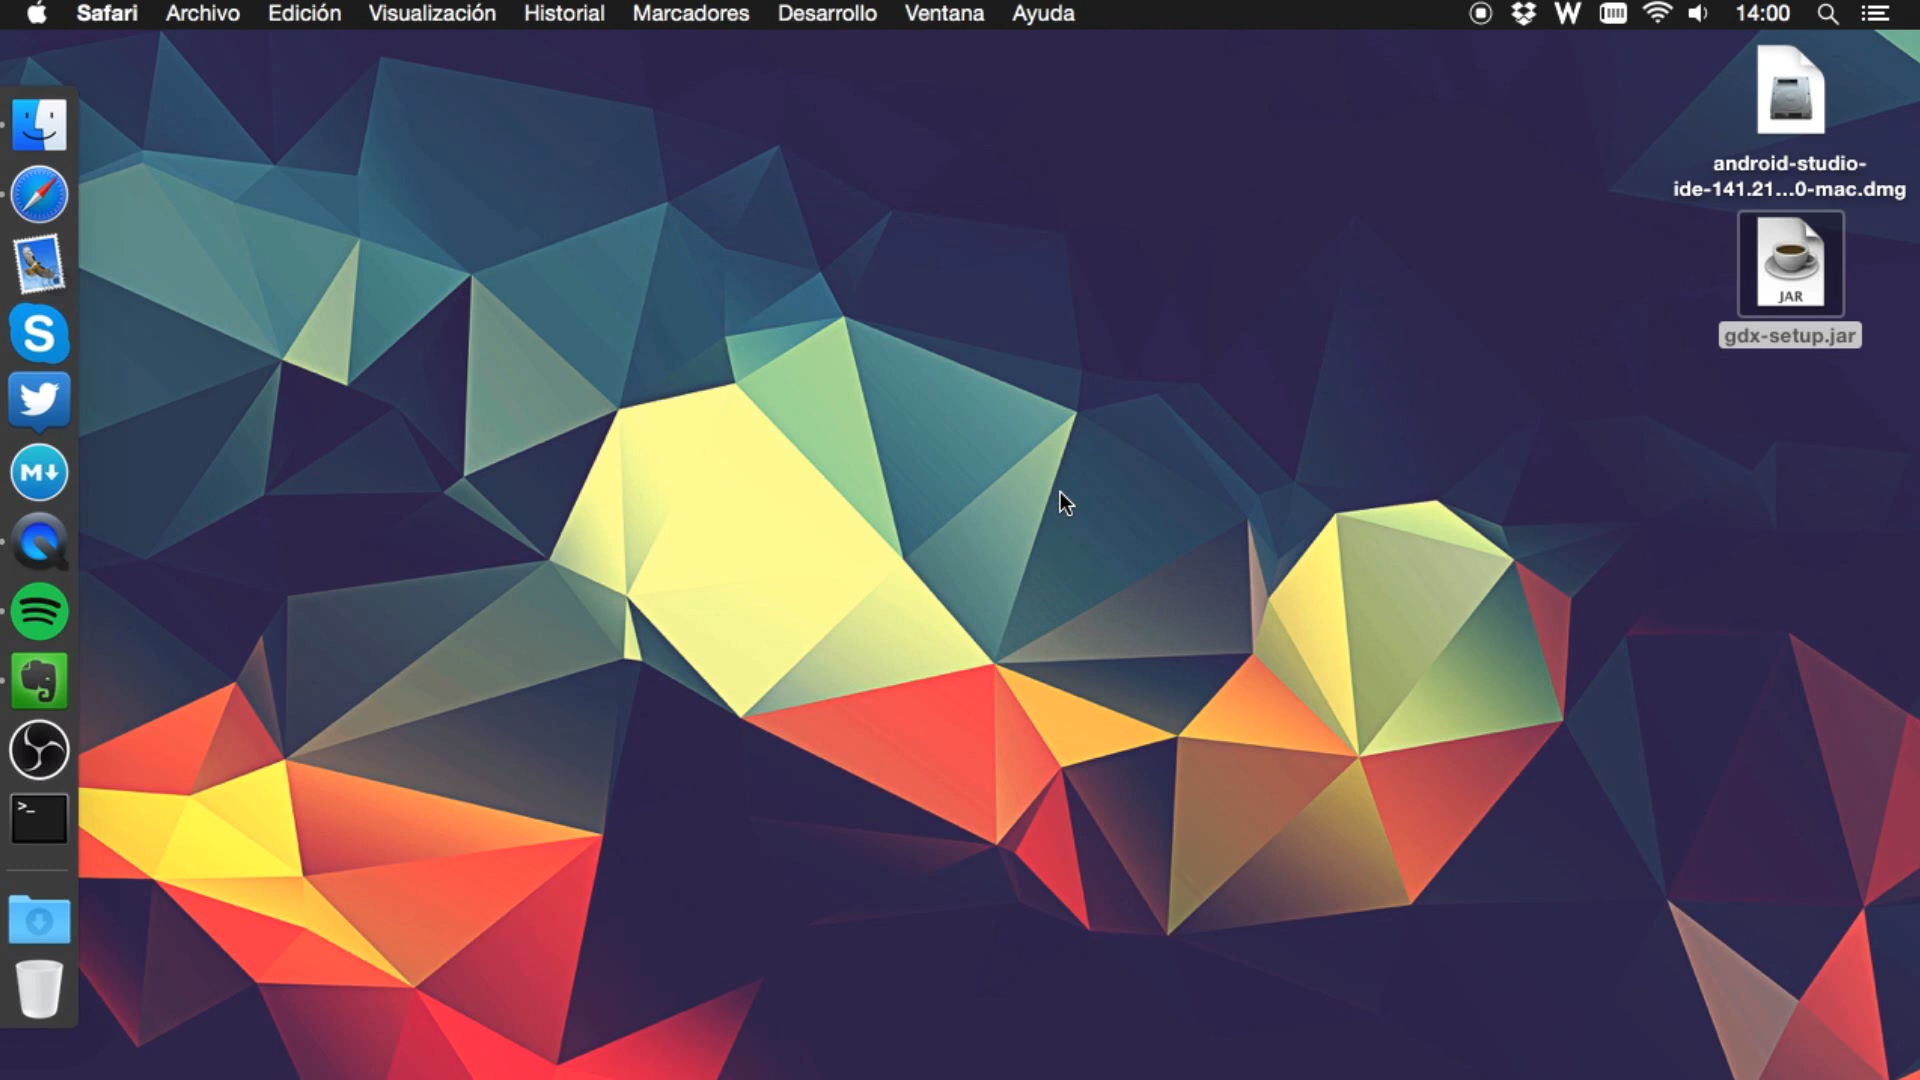 Safari Archivo Edición Visualización Historial Marcadores Desarrollo Ventana Ayuda W 14:00
android-studio-
ide-141.21...0-mac.dmg
JAR
gdx-setup.jar
S
M
>_